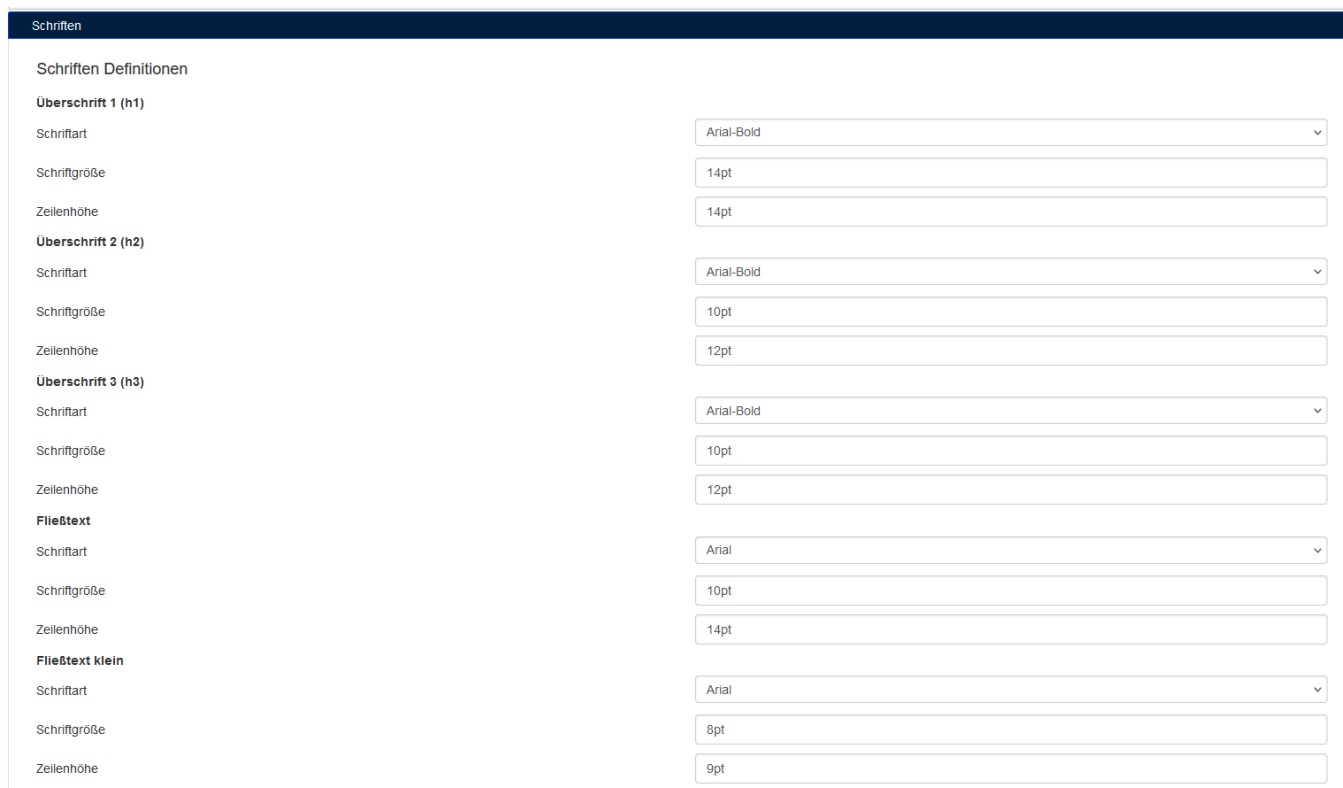 Schriften
Schriften Definitionen
Überschrift 1 (h1)
Schriftart Arial-Bold
Schriftgröße 14pt
Zeilenhöhe 14pt
Überschrift 2 (h2)
Schriftart Arial-Bold
Schriftgröße 10pt
Zeilenhöhe 12pt
Überschrift 3 (h3)
Schriftart Arial-Bold
Schriftgröße 10pt
Zeilenhöhe 12pt
Fließtext
Schriftart Arial
Schriftgröße 10pt
Zeilenhöhe 14pt
Fließtext klein
Schriftart Arial
Schriftgröße 8pt
Zeilenhöhe 9pt